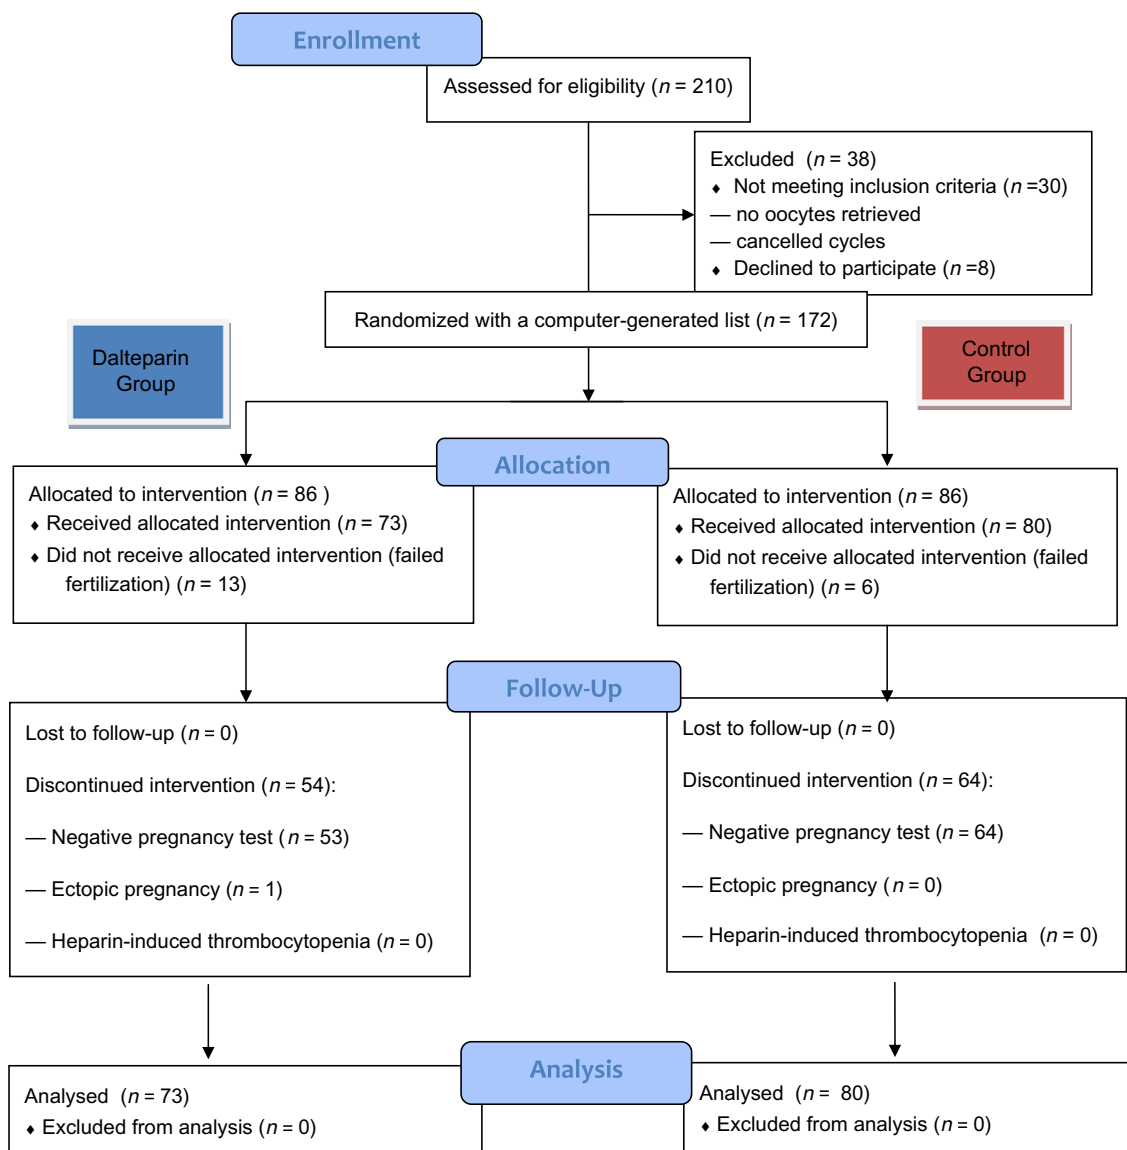 Enrollment
Assessed for eligibility (n = 210)
Excluded (n = 38)
♦ Not meeting inclusion criteria (n =30)
— no oocytes retrieved
— cancelled cycles
♦ Declined to participate (n =8)
Randomized with a computer-generated list (n = 172)
Dalteparin
Group
Control
Group
Allocation
Allocated to intervention (n = 86 )
♦ Received allocated intervention (n = 73)
♦ Did not receive allocated intervention (failed
fertilization) (n = 13)
Allocated to intervention (n = 86)
♦ Received allocated intervention (n = 80)
♦ Did not receive allocated intervention (failed
fertilization) (n = 6)
Follow-Up
Lost to follow-up (n = 0)
Discontinued intervention (n = 54):
— Negative pregnancy test (n = 53)
— Ectopic pregnancy (n = 1)
— Heparin-induced thrombocytopenia (n = 0)
Lost to follow-up (n = 0)
Discontinued intervention (n = 64):
— Negative pregnancy test (n = 64)
— Ectopic pregnancy (n = 0)
— Heparin-induced thrombocytopenia (n = 0)
Analysis
Analysed (n = 73)
♦ Excluded from analysis (n = 0)
Analysed (n = 80)
♦ Excluded from analysis (n = 0)